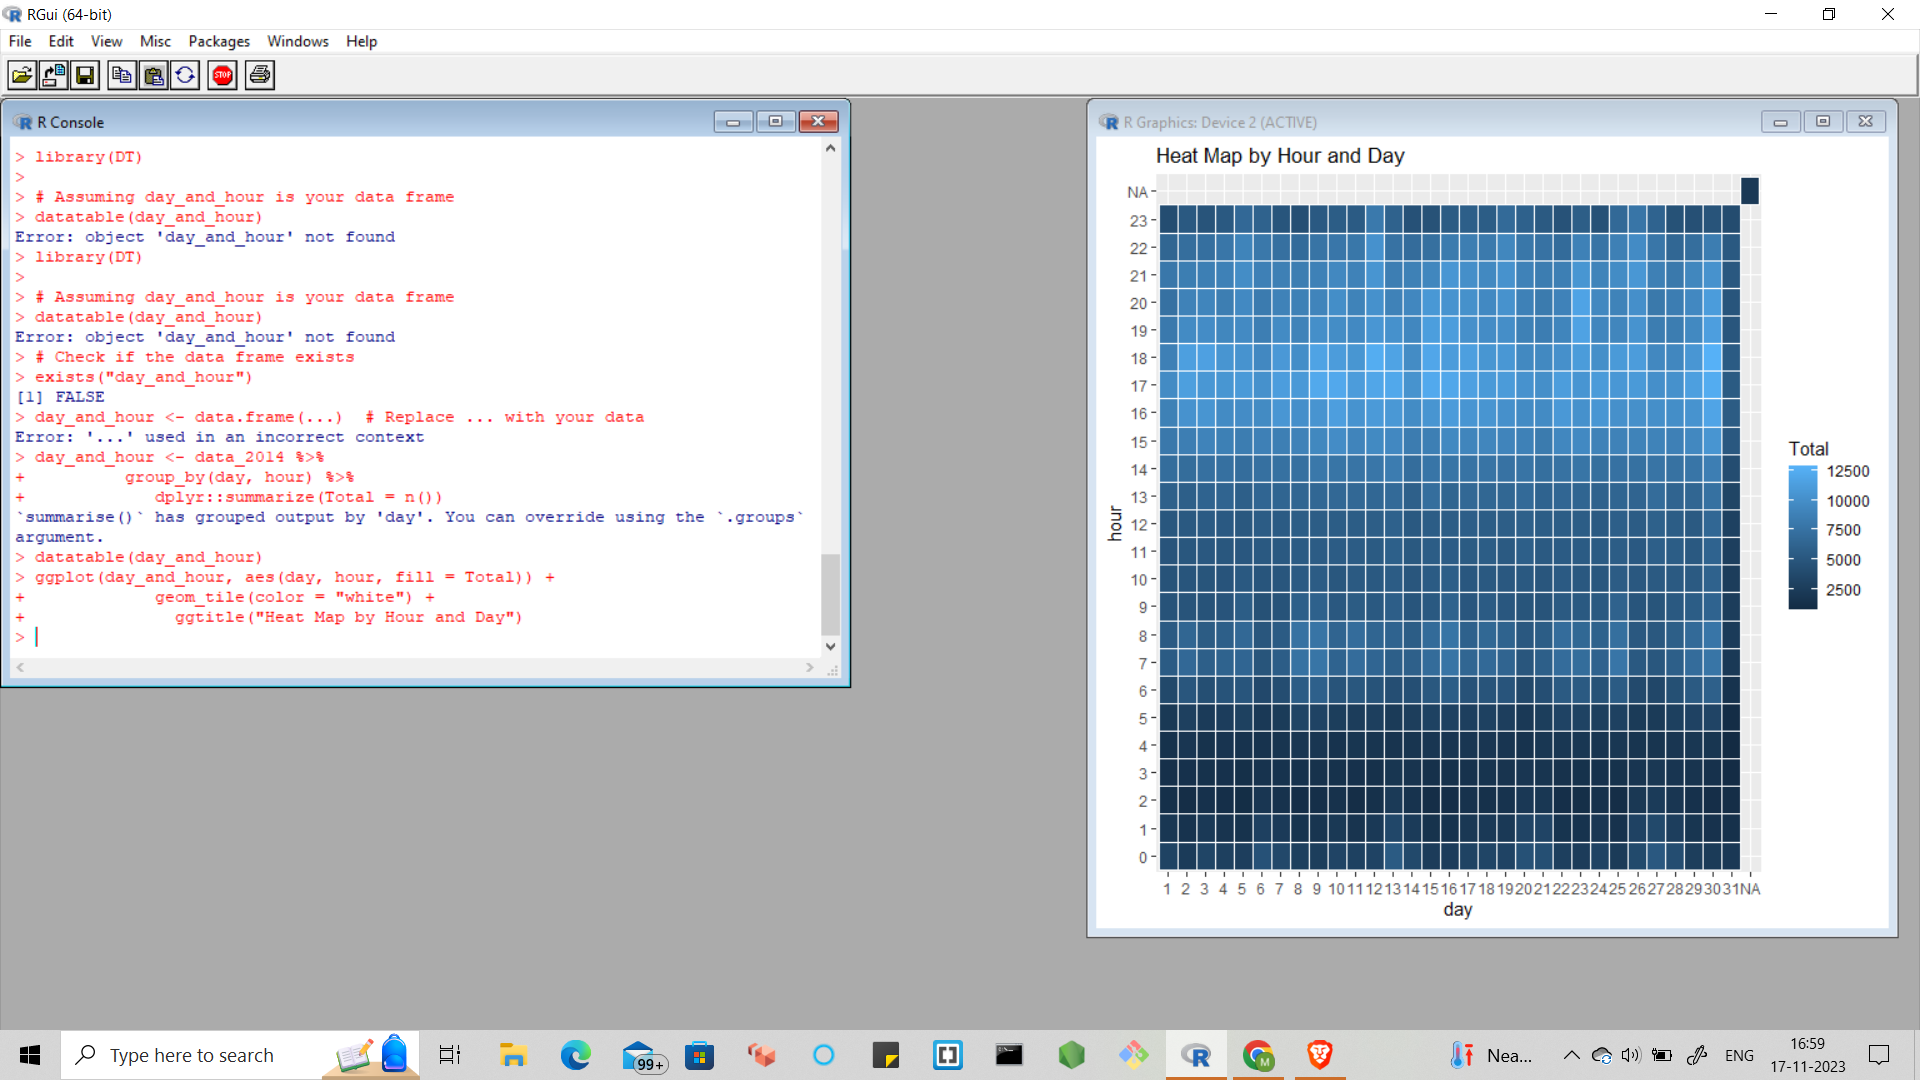 RGui (64-bit)
File Edit View Misc Packages Windows Help
STOP
R Console
> library(DT)
>
> # Assuming day_and_hour is your data frame
> datatable(day_and_hour)
Error: object 'day_and_hour' not found
> library(DT)
>
> # Assuming day_and_hour is your data frame
> datatable(day_and_hour)
Error: object 'day_and_hour' not found
> # Check if the data frame exists
> exists("day_and_hour")
[1] FALSE
> day_and_hour <- data.frame(...)  # Replace ... with your data
Error: '...' used in an incorrect context
> day_and_hour <- data_2014 %>%
+          group_by(day, hour) %>%
+             dplyr::summarize(Total = n())
`summarise()` has grouped output by 'day'. You can override using the `.groups`
argument.
> datatable(day_and_hour)
> ggplot(day_and_hour, aes(day, hour, fill = Total)) +
+             geom_tile(color = "white") +
+               ggtitle("Heat Map by Hour and Day")
>
R Graphics: Device 2 (ACTIVE)
Heat Map by Hour and Day
NA
23
22
21
20
19
18
17
16
15
14
13
12
11
10
9
8
7
6
5
4
3
2
1
0
hour
1 2 3 4 5 6 7 8 9 10 11 12 13 14 15 16 17 18 19 20 21 22 23 24 25 26 27 28 29 30 31 NA
day
Total
12500
10000
7500
5000
2500
Type here to search
99+
M
Nea...
ENG
16:59
17-11-2023